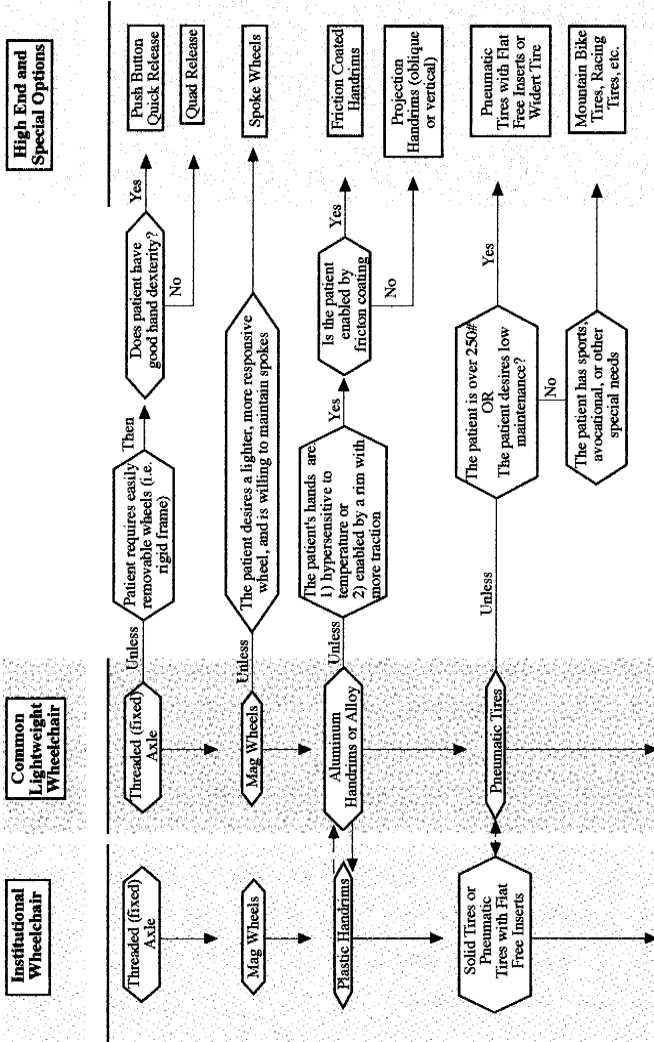 Institutional
Wheelchair
Common
Lightweight
Wheelchair
High End and
Special Options
Threaded (fixed)
Axle
Threaded (fixed)
Axle
Unless
Patient requires easily
removable wheels (i.e.
rigid frame)
Then
Does patient have
good hand dexterity?
Yes
No
Push Button
Quick Release
Quad Release
Mag Wheels
Mag Wheels
Unless
The patient desires a lighter, more responsive
wheel, and is willing to maintain spokes
Spoke Wheels
Plastic Handrims
Aluminum
Handrims or Alloy
Unless
The patient's hands are:
1) hypersensitive to
temperature or
2) enabled by a rim with
more traction
Yes
Is the patient
enabled by
fricton coating
Yes
No
Friction Coated
Handrims
Projection
Handrims (oblique
or vertical)
Solid Tires or
Pneumatic
Tires with Flat
Free Inserts
Pneumatic Tires
Unless
The patient is over 250#
OR
The patient desires low
maintenance?
Yes
No
Pneumatic
Tires with Flat
Free Inserts or
Widert Tire
The patient has sports,
avocational, or other
special needs
Mountain Bike
Tires, Racing
Tires, etc.